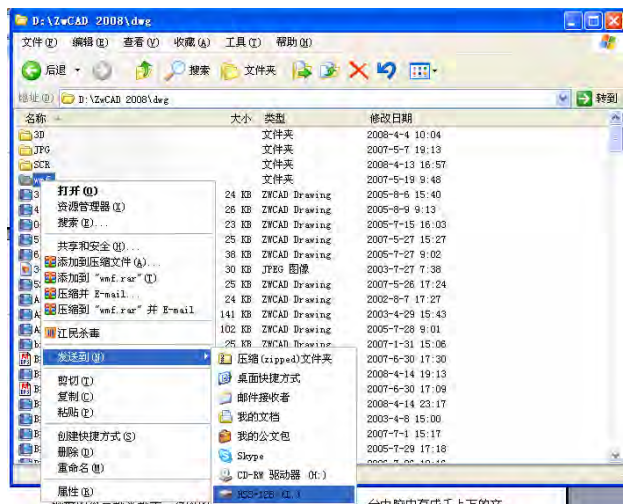 D:\ZwCAD 2008\dwg
文件(F) 编辑(E) 查看(V) 收藏(A) 工具(T) 帮助(H)
后退 搜索 文件夹
地址(D) D:\ZwCAD 2008\dwg 转到
名称 大小 类型 修改日期
3D 文件夹 2008-4-4 10:04
JPG 文件夹 2007-5-7 19:13
SCR 文件夹 2008-4-13 16:57
wmf 文件夹 2007-5-19 9:48
3 24 KB ZWCAD Drawing 2005-8-6 15:40
4 26 KB ZWCAD Drawing 2005-8-9 9:13
0 23 KB ZWCAD Drawing 2005-7-15 16:03
5 25 KB ZWCAD Drawing 2007-5-27 15:27
6 38 KB ZWCAD Drawing 2005-7-27 9:02
3 30 KB JPEG 图像 2003-7-27 7:38
5 25 KB ZWCAD Drawing 2007-5-26 17:24
A 24 KB ZWCAD Drawing 2002-8-7 17:27
A 141 KB ZWCAD Drawing 2003-4-29 15:43
A 102 KB ZWCAD Drawing 2005-7-28 9:01
b 25 KB ZWCAD Drawing 2007-1-31 15:06
B 2007-6-30 17:30
B 2008-4-14 19:13
b 2007-6-30 17:09
B 2008-4-14 23:17
B 2003-4-8 15:00
B 2007-7-1 15:17
B 2005-7-29 17:18
打开(O)
资源管理器(X)
搜索(E)...
共享和安全(H)...
添加到压缩文件(A)...
添加到 "wmf.rar"(T)
压缩并 E-mail...
压缩到 "wmf.rar" 并 E-mail
江民杀毒
发送到(N)
剪切(T)
复制(C)
粘贴(P)
创建快捷方式(S)
删除(D)
重命名(M)
属性(R)
压缩(zipped)文件夹
桌面快捷方式
邮件接收者
我的文档
我的公文包
Skype
CD-RW 驱动器 (H:)